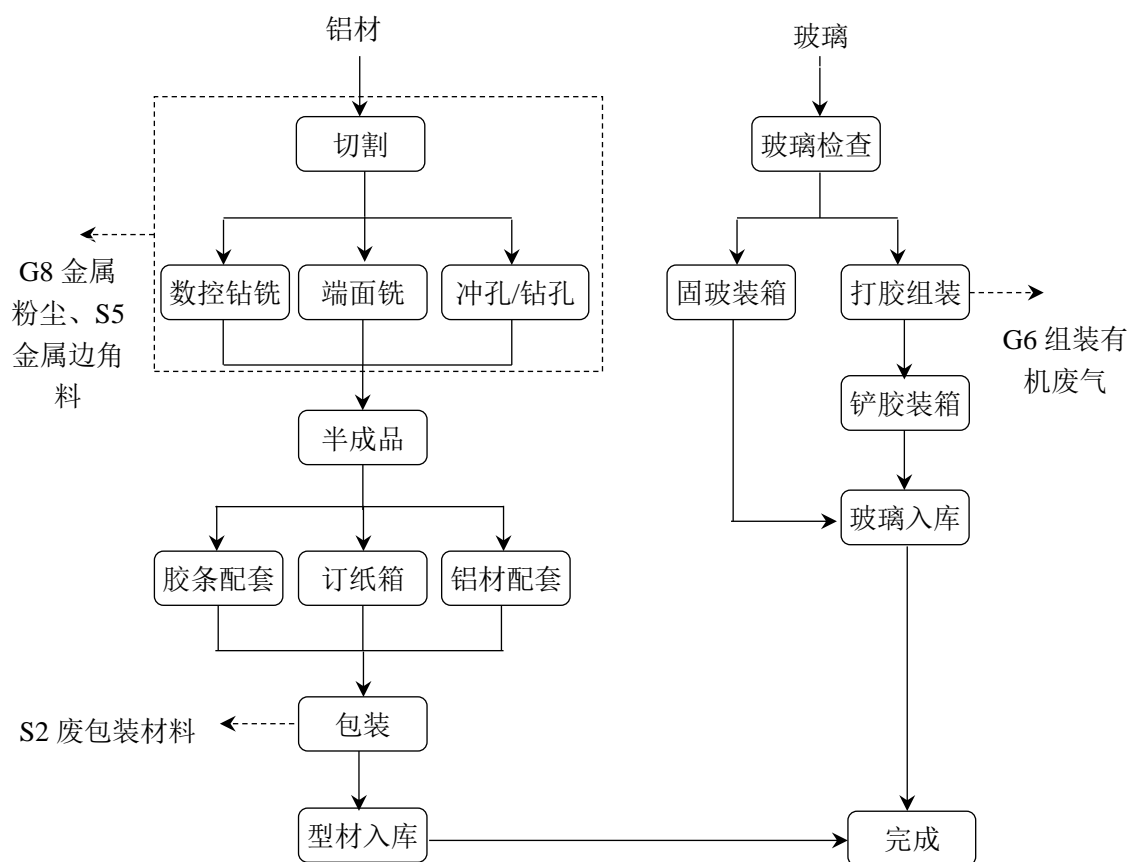 铝材
玻璃
切割
玻璃检查
数控钻铣
端面铣
冲孔/钻孔
固玻装箱
打胶组装
G8 金属
粉尘、S5
金属边角
料
G6 组装有
机废气
铲胶装箱
半成品
玻璃入库
胶条配套
订纸箱
铝材配套
S2 废包装材料
包装
型材入库
完成